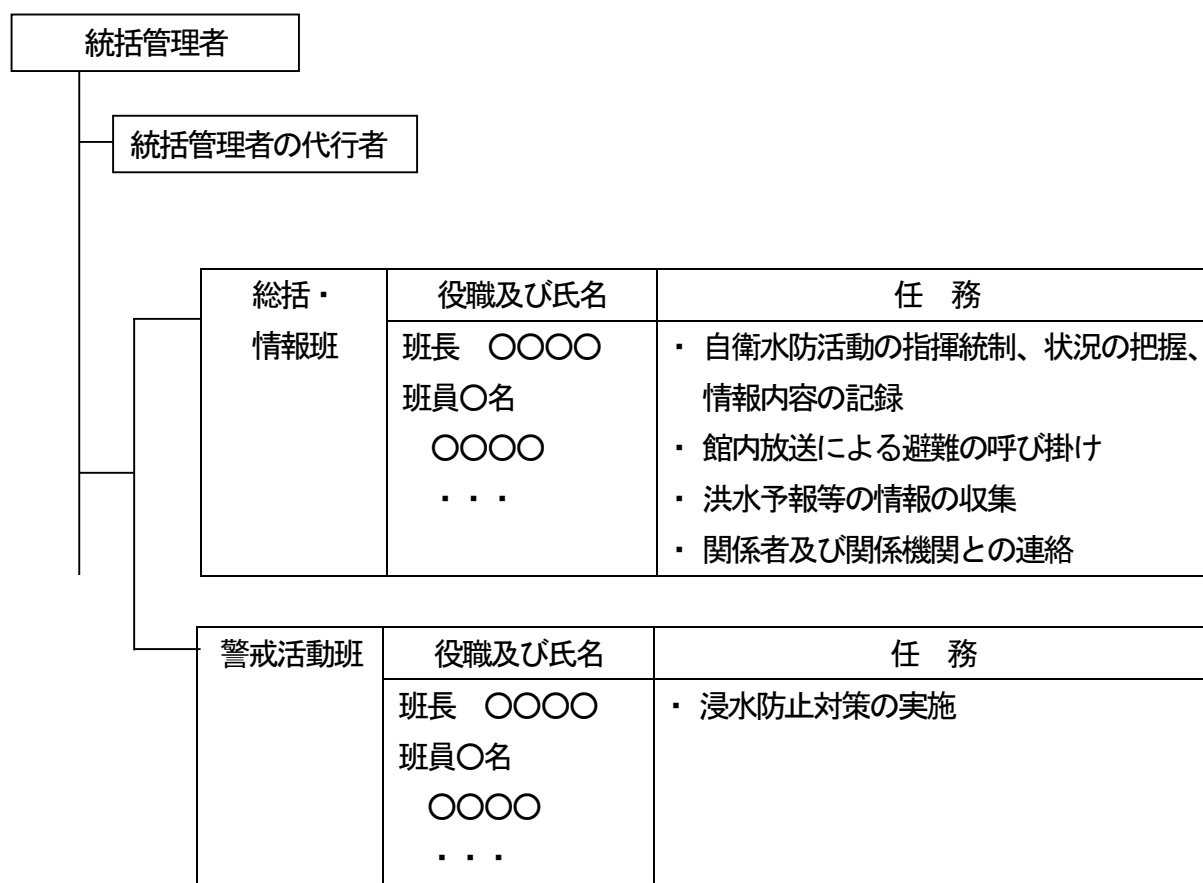 統括管理者
統括管理者の代行者
総括・
情報班
役職及び氏名
任　務
班長　〇〇〇〇
班員〇名
〇〇〇〇
・・・
・ 自衛水防活動の指揮統制、状況の把握、
情報内容の記録
・ 館内放送による避難の呼び掛け
・ 洪水予報等の情報の収集
・ 関係者及び関係機関との連絡
警戒活動班
役職及び氏名
任　務
班長　〇〇〇〇
班員〇名
〇〇〇〇
・・・
・ 浸水防止対策の実施